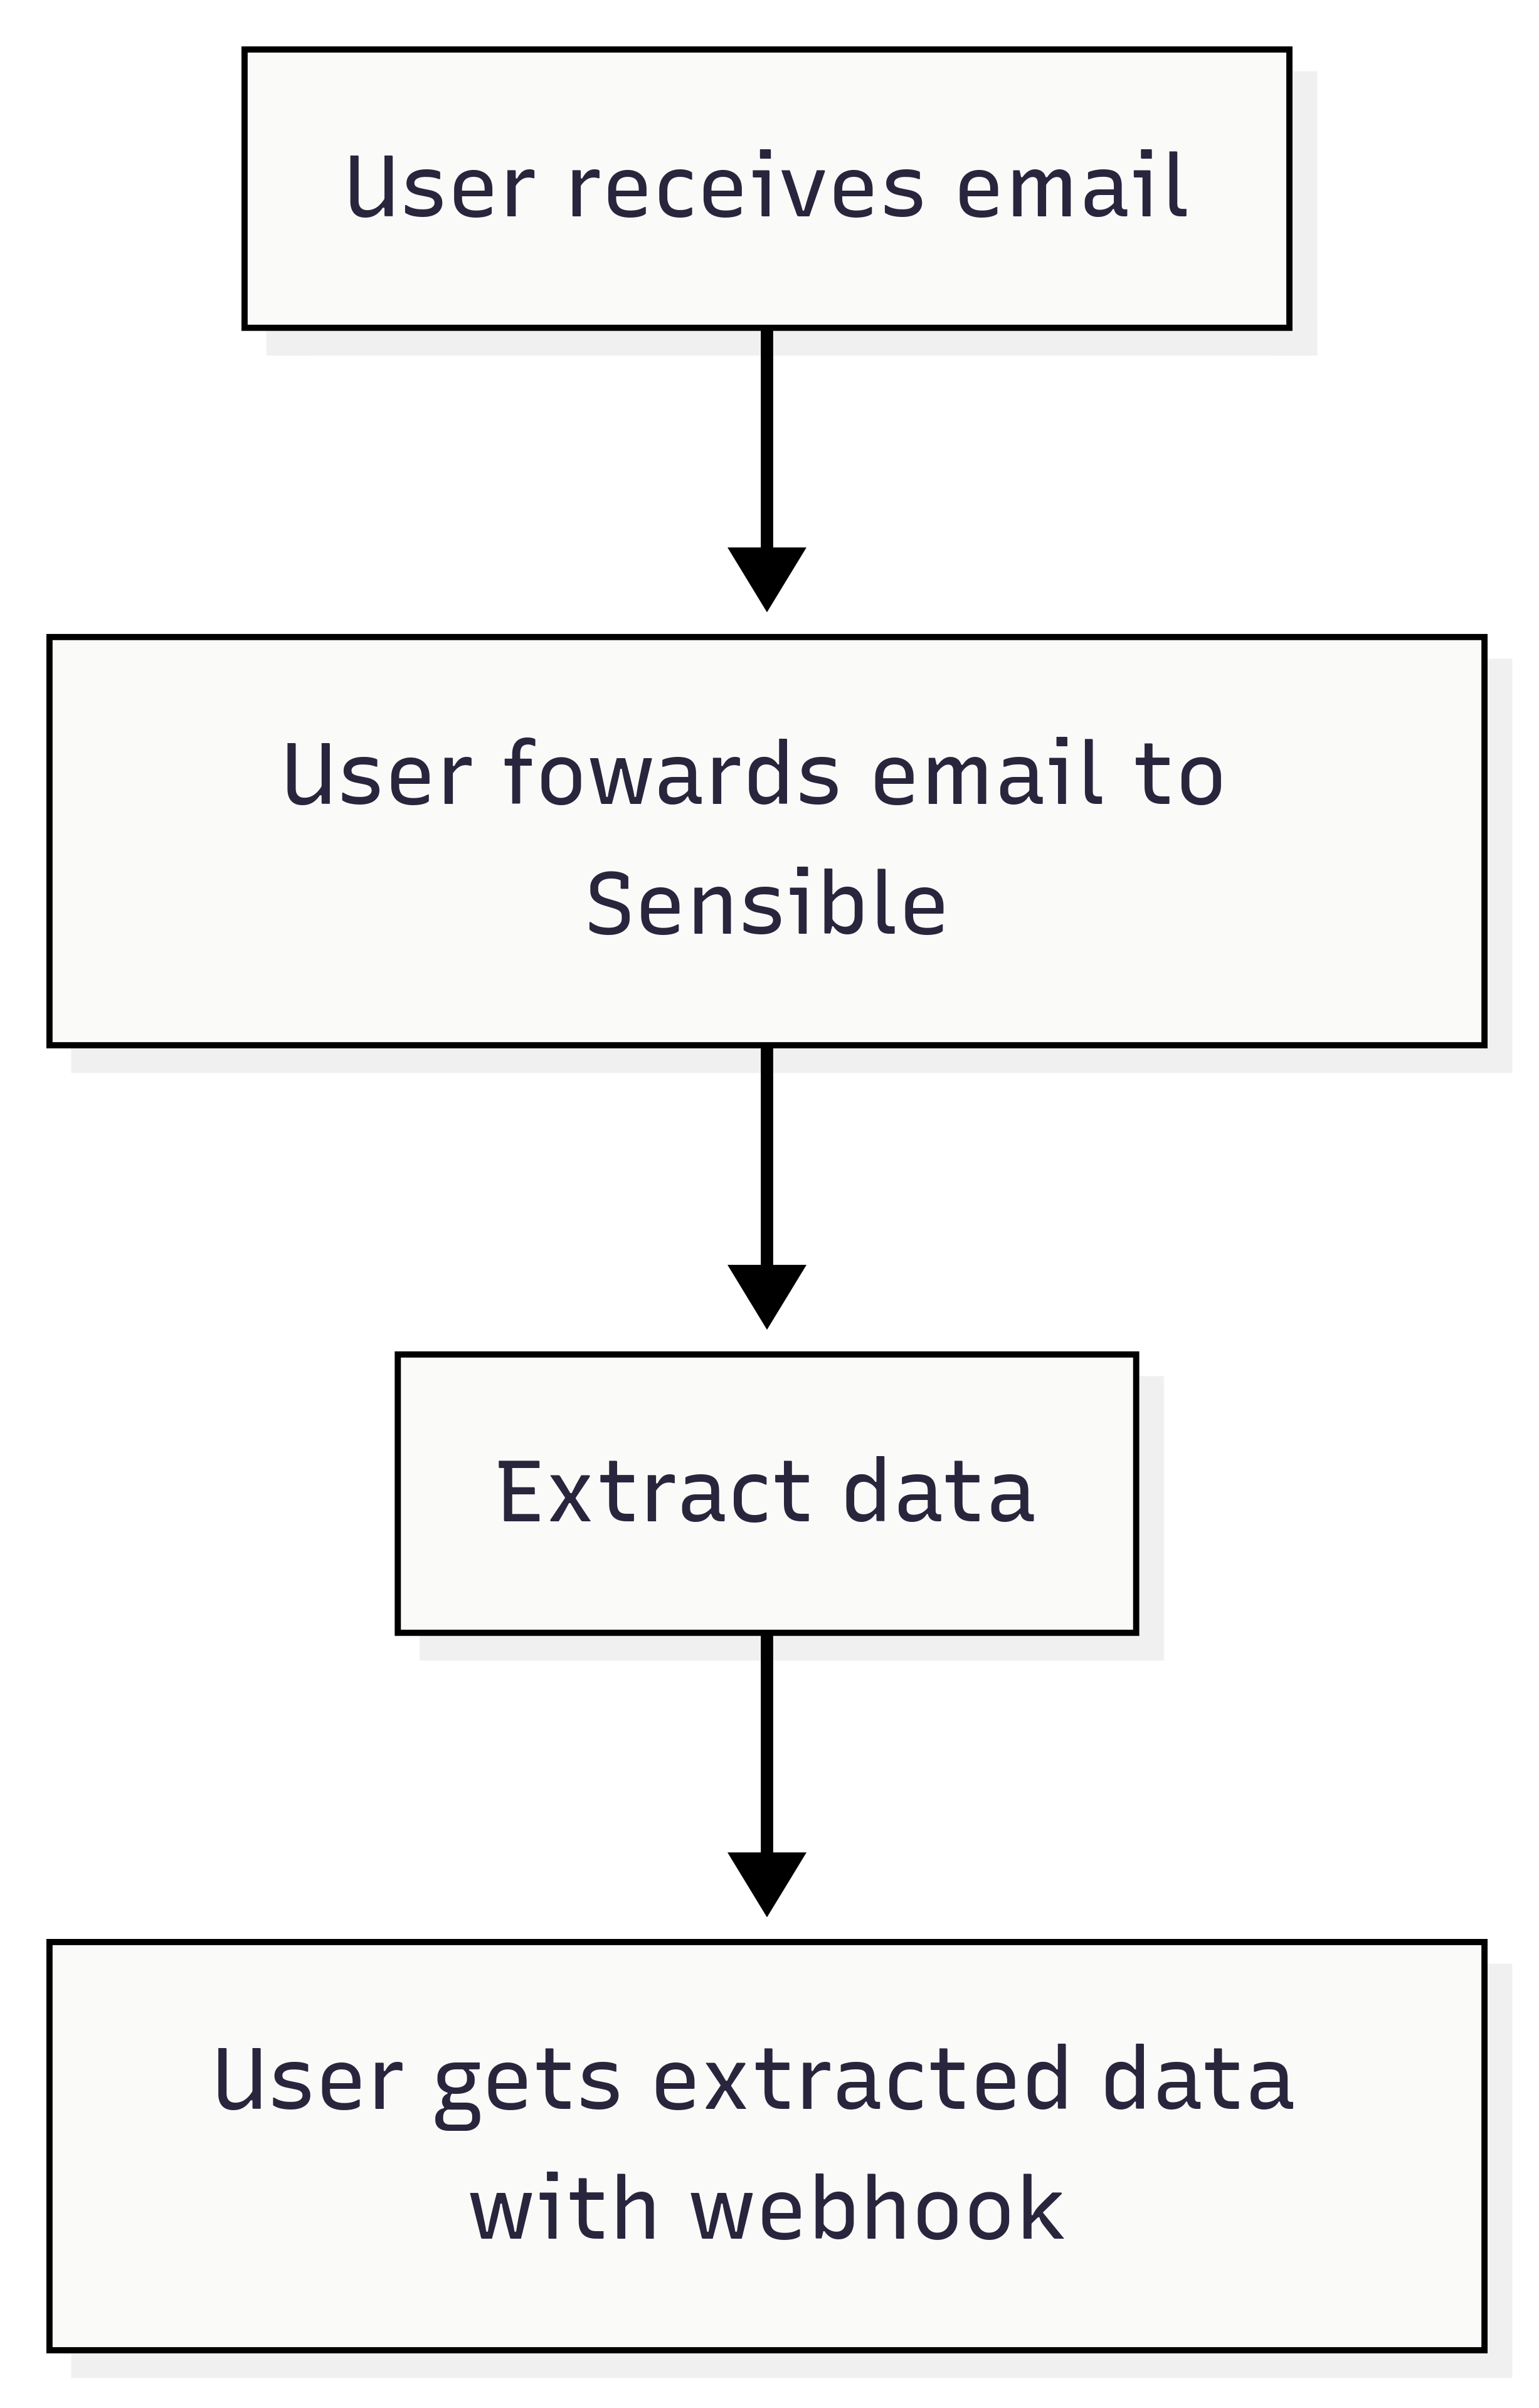 User receives email
User fowards email to
Sensible
Extract data
User gets extracted data
with webhook